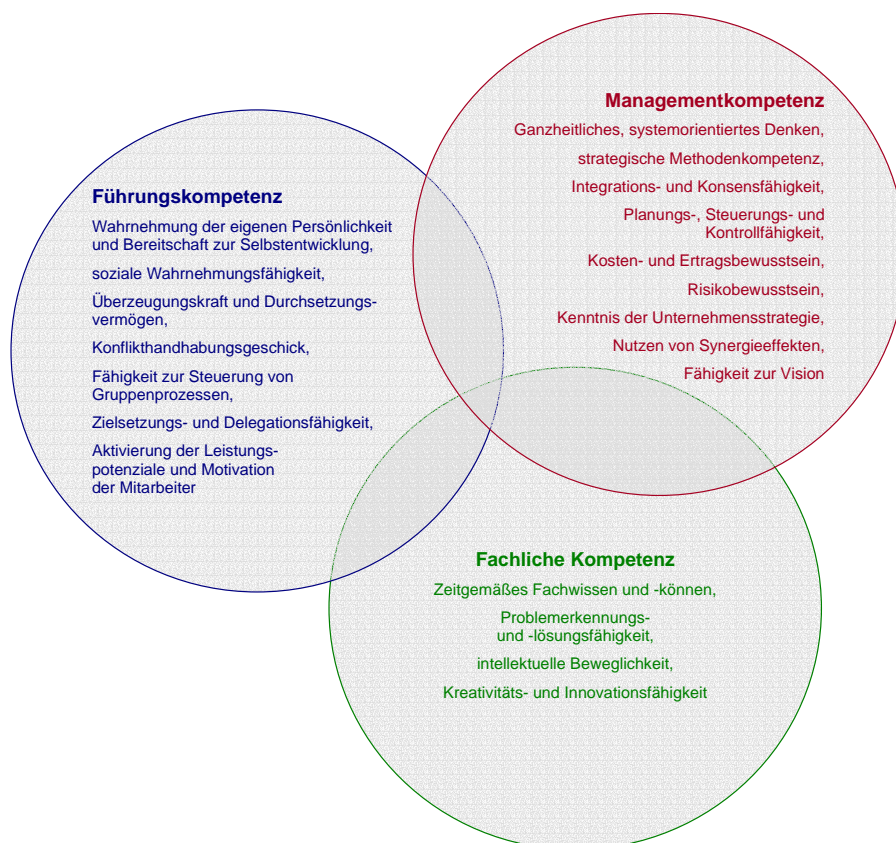 Managementkompetenz
Ganzheitliches, systemorientiertes Denken,
strategische Methodenkompetenz,
Integrations- und Konsensfähigkeit,
Planungs-, Steuerungs- und
Kontrollfähigkeit,
Kosten- und Ertragsbewusstsein,
Risikobewusstsein,
Kenntnis der Unternehmensstrategie,
Nutzen von Synergieeffekten,
Fähigkeit zur Vision
Führungskompetenz
Wahrnehmung der eigenen Persönlichkeit
und Bereitschaft zur Selbstentwicklung,
soziale Wahrnehmungsfähigkeit,
Überzeugungskraft und Durchsetzungs-
vermögen,
Konflikthandhabungsgeschick,
Fähigkeit zur Steuerung von
Gruppenprozessen,
Zielsetzungs- und Delegationsfähigkeit,
Aktivierung der Leistungs-
potenziale und Motivation
der Mitarbeiter
Fachliche Kompetenz
Zeitgemäßes Fachwissen und -können,
Problemerkennungs-
und -lösungsfähigkeit,
intellektuelle Beweglichkeit,
Kreativitäts- und Innovationsfähigkeit